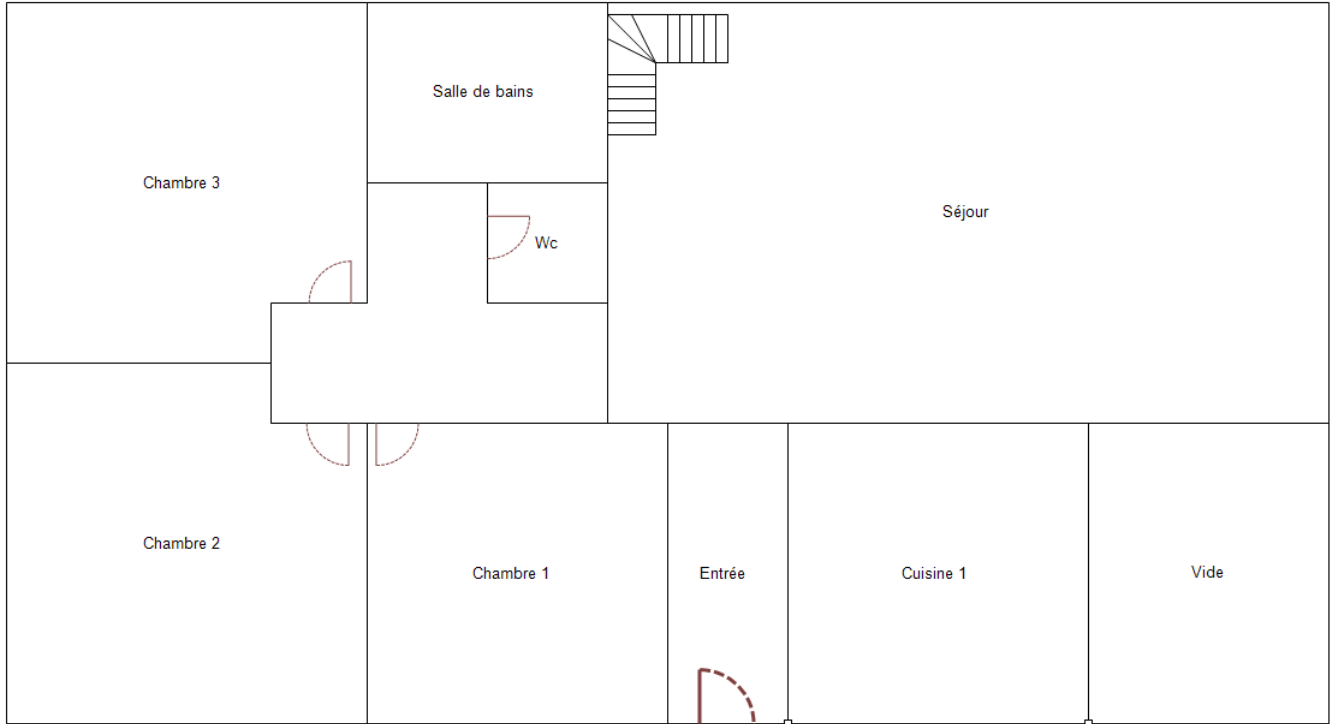 Salle de bains
Chambre 3
Séjour
Wc
Chambre 2
Chambre 1
Entrée
Cuisine 1
Vide